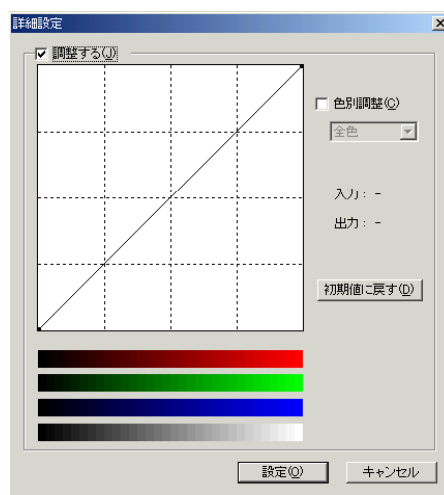 詳細設定
調整する(J)
色別調整(C)
全色
入力： -
出力： -
初期値に戻す(D)
設定(O)
キャンセル